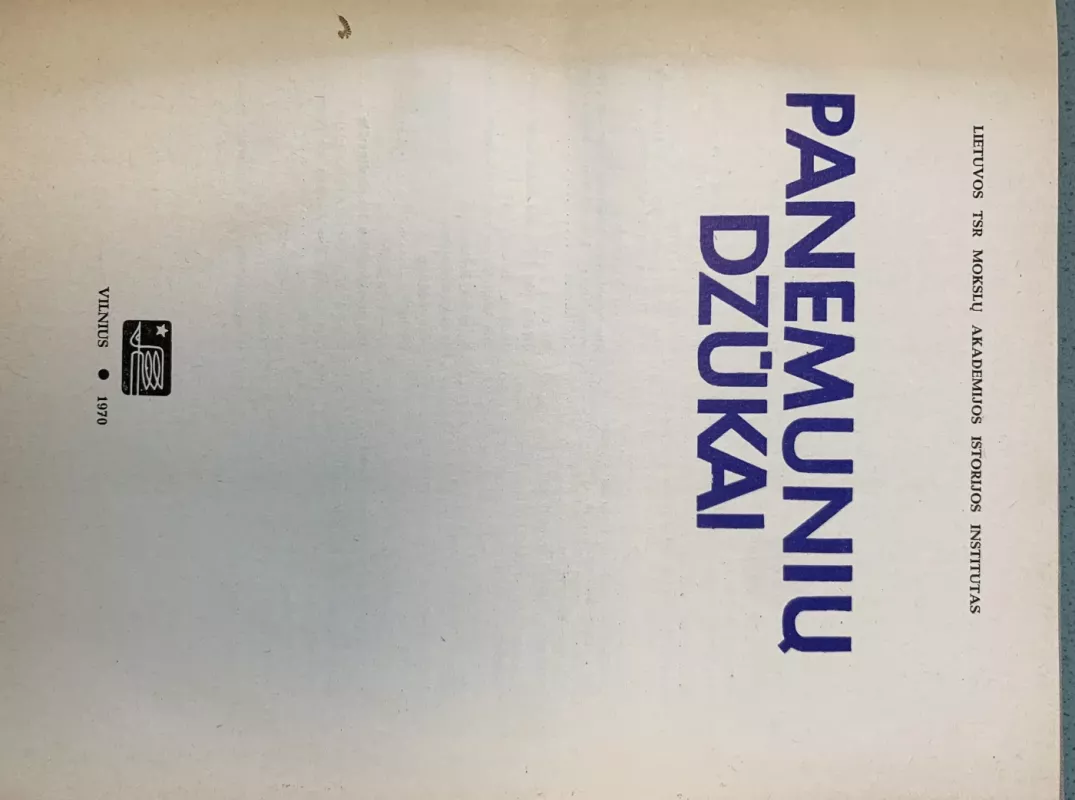 LIETUVOS TSR MOKSLŲ AKADEMIJOS ISTORIJOS INSTITUTAS
PANEMUNIŲ
DZŪKAI
VILNIUS ● 1970